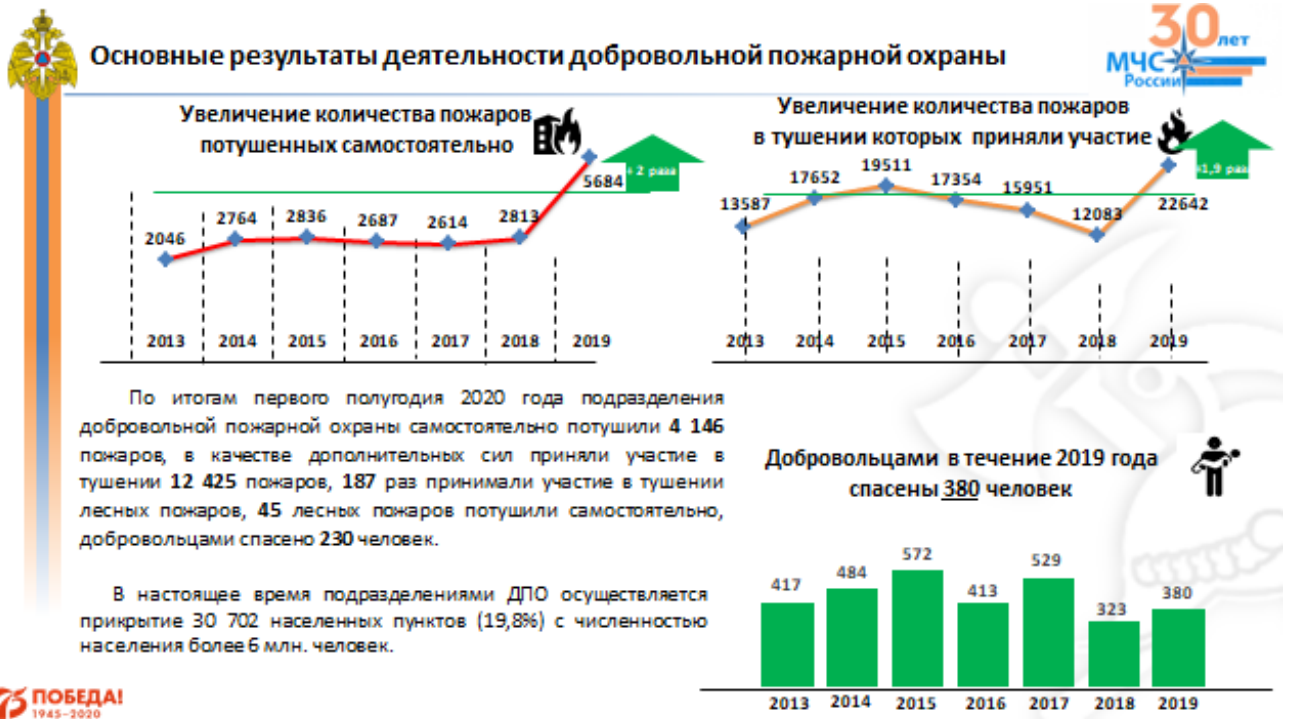 Основные результаты деятельности добровольной пожарной охраны
30 лет
МЧС
России
Увеличение количества пожаров
потушенных самостоятельно
+ 2 раза
5684
2046
2764
2836
2687
2614
2813
2013
2014
2015
2016
2017
2018
2019
Увеличение количества пожаров
в тушении которых приняли участие
+1,9 раз
13587
17652
19511
17354
15951
12083
22642
2013
2014
2015
2016
2017
2018
2019
По итогам первого полугодия 2020 года подразделения
добровольной пожарной охраны самостоятельно потушили 4 146
пожаров, в качестве дополнительных сил приняли участие в
тушении 12 425 пожаров, 187 раз принимали участие в тушении
лесных пожаров, 45 лесных пожаров потушили самостоятельно,
добровольцами спасено 230 человек.
В настоящее время подразделениями ДПО осуществляется
прикрытие 30 702 населенных пунктов (19,8%) с численностью
населения более 6 млн. человек.
Добровольцами в течение 2019 года
спасены 380 человек
417
484
572
413
529
323
380
2013
2014
2015
2016
2017
2018
2019
75 ПОБЕДА!
1945–2020